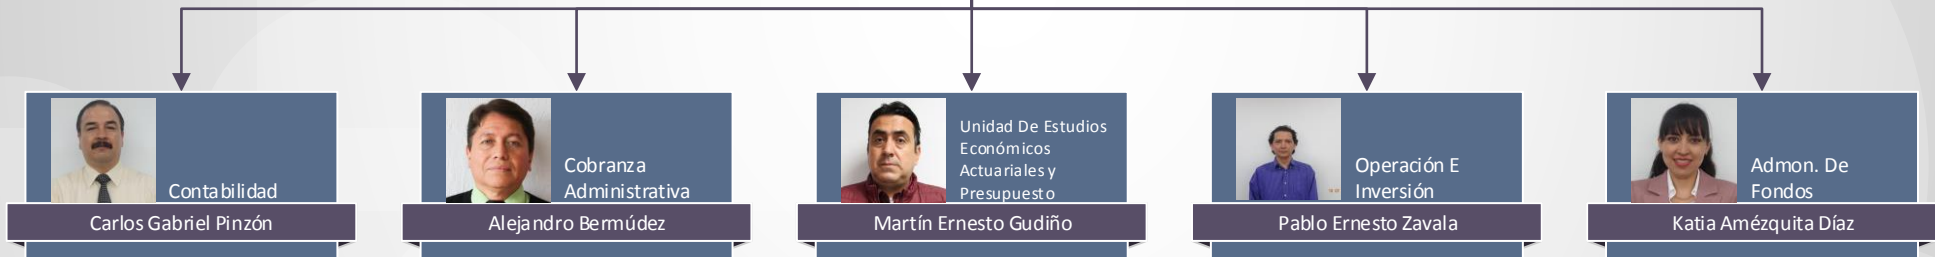 Contabilidad
Carlos Gabriel Pinzón
Cobranza
Administrativa
Alejandro Bermúdez
Unidad De Estudios
Económicos
Actuariales y
Presupuesto
Martín Ernesto Gudiño
Operación E
Inversión
Pablo Ernesto Zavala
Admon. De
Fondos
Katia Amézquita Díaz